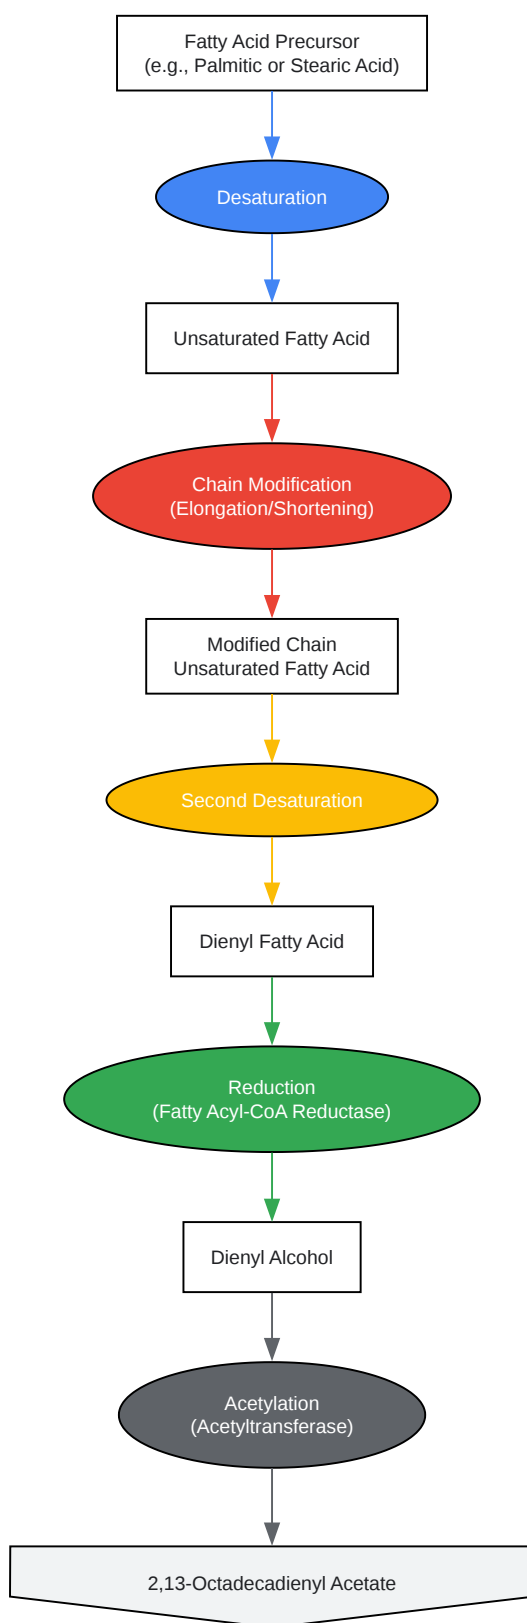 Fatty Acid Precursor
(e.g., Palmitic or Stearic Acid)
Desaturation
Unsaturated Fatty Acid
Chain Modification
(Elongation/Shortening)
Modified Chain
Unsaturated Fatty Acid
Second Desaturation
Dienyl Fatty Acid
Reduction
(Fatty Acyl-CoA Reductase)
Dienyl Alcohol
Acetylation
(Acetyltransferase)
2,13-Octadecadienyl Acetate